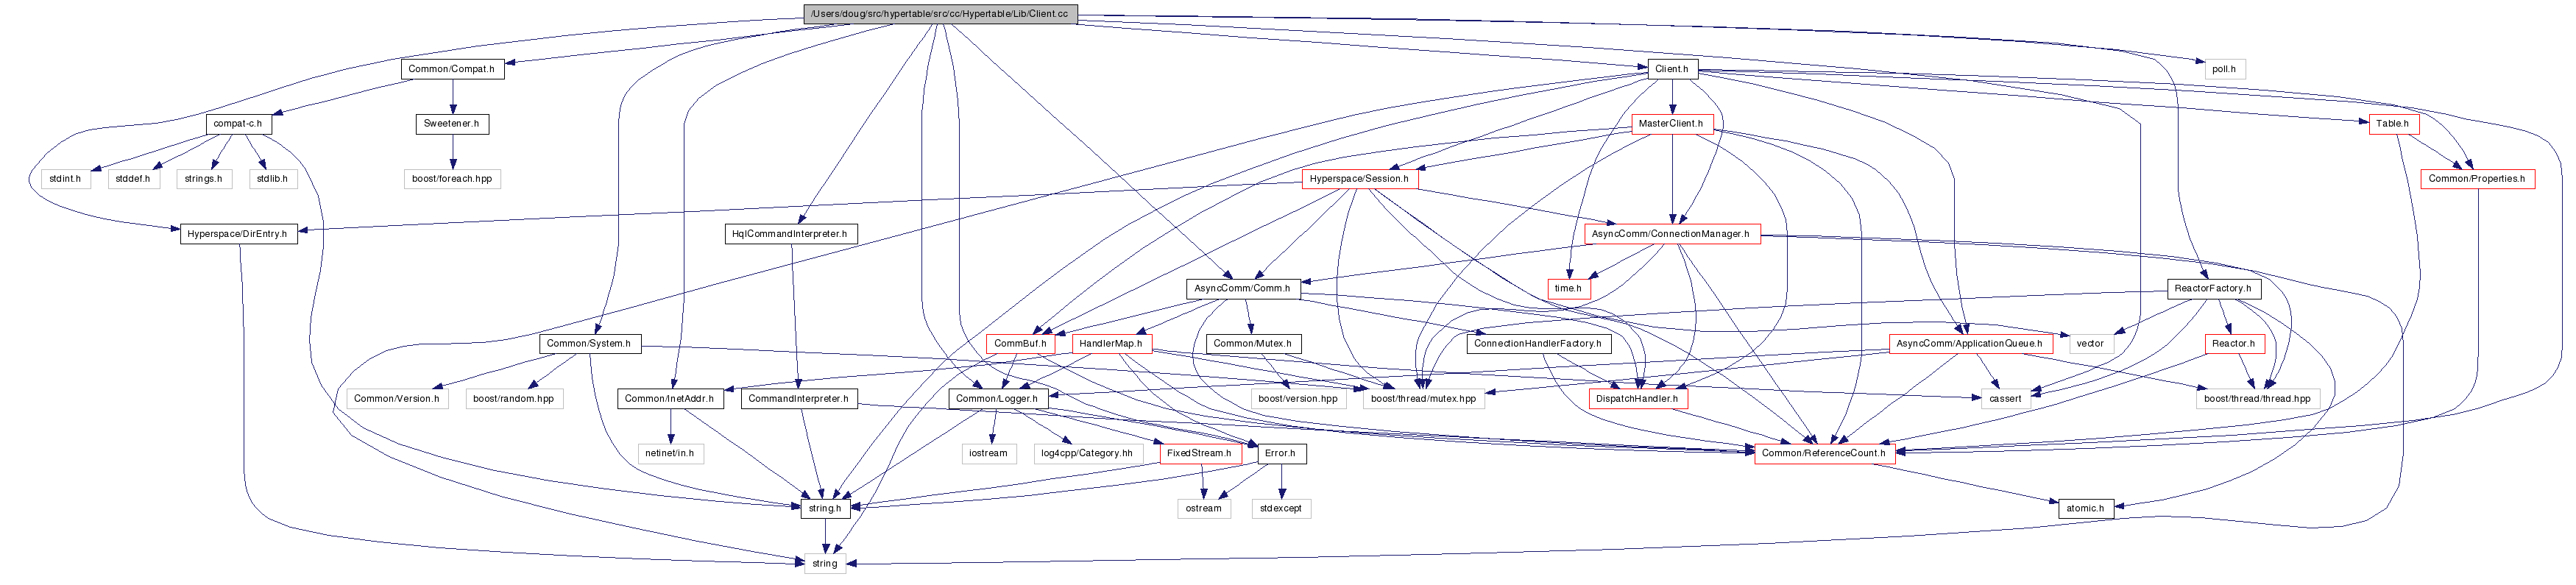 /Users/doug/src/hypertable/src/cc/Hypertable/Lib/Client.cc
Common/Compat.h
Client.h
poll.h
compat-c.h
Sweetener.h
MasterClient.h
Table.h
stdint.h
stddef.h
strings.h
stdlib.h
boost/foreach.hpp
Hyperspace/Session.h
Common/Properties.h
Hyperspace/DirEntry.h
HqlCommandInterpreter.h
AsyncComm/ConnectionManager.h
AsyncComm/Comm.h
time.h
ReactorFactory.h
Common/System.h
CommBuf.h
HandlerMap.h
Common/Mutex.h
ConnectionHandlerFactory.h
AsyncComm/ApplicationQueue.h
vector
Reactor.h
Common/Version.h
boost/random.hpp
Common/InetAddr.h
CommandInterpreter.h
Common/Logger.h
boost/version.hpp
boost/thread/mutex.hpp
DispatchHandler.h
cassert
boost/thread/thread.hpp
netinet/in.h
iostream
log4cpp/Category.hh
FixedStream.h
Error.h
Common/ReferenceCount.h
string.h
ostream
stdexcept
atomic.h
string